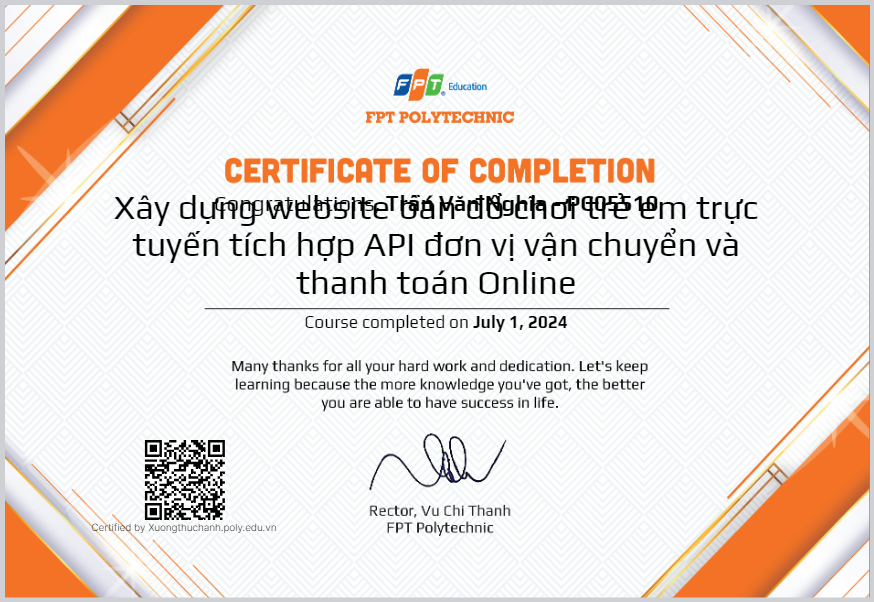 FPT Education
FPT POLYTECHNIC
CERTIFICATE OF COMPLETION
Congratulations, Trần Văn Nghĩa - PC05510
Xây dựng website bán đồ chơi trẻ em trực
tuyến tích hợp API đơn vị vận chuyển và
thanh toán Online
Course completed on July 1, 2024
Many thanks for all your hard work and dedication. Let's keep
learning because the more knowledge you've got, the better
you are able to have success in life.
Rector, Vu Chi Thanh
FPT Polytechnic
Certified by Xuongthuchanh.poly.edu.vn